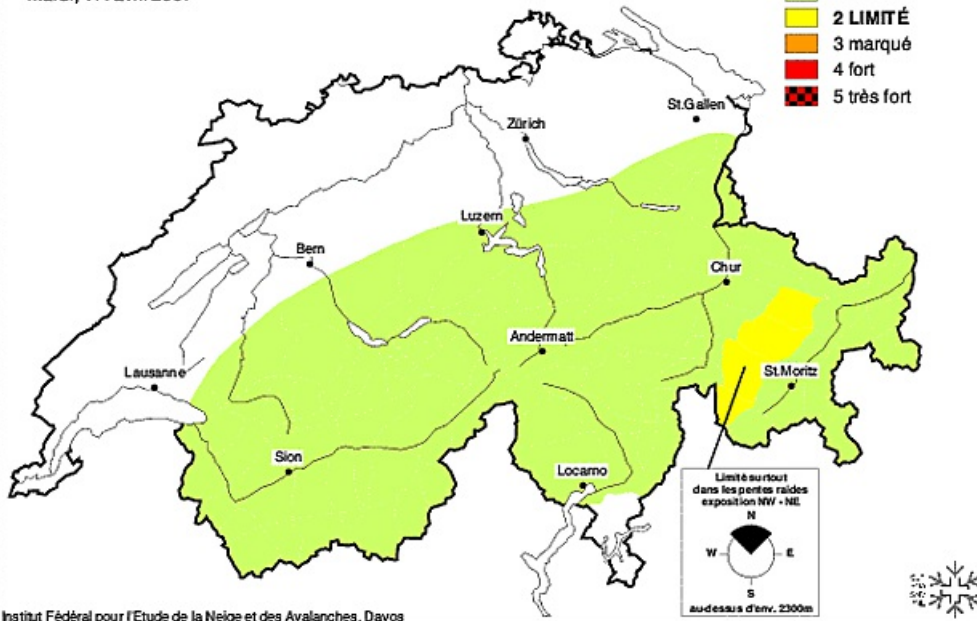 2 LIMITÉ
3 marqué
4 fort
5 très fort
St.Gallen
Zürich
Luzern
Bern
Chur
Andermatt
Lausanne
St.Moritz
Sion
Locarno
Limité surtout
dans les pentes raides
exposition NW - NE
N
W
E
S
au-dessus d'env. 2300m
Institut Fédéral pour l'Etude de la Neige et des Avalanches, Davos